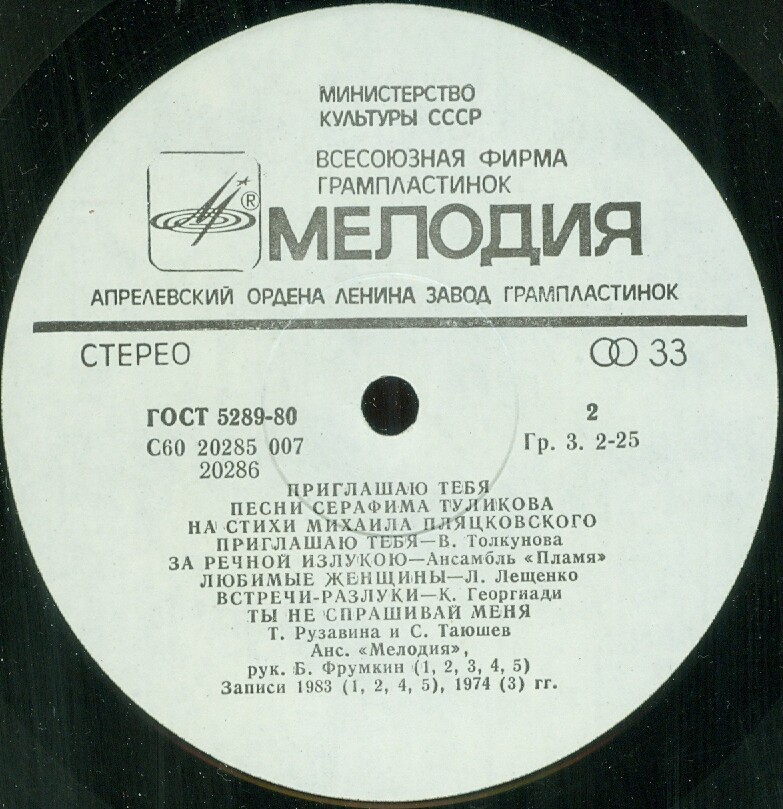 МИНИСТЕРСТВО
КУЛЬТУРЫ СССР
ВСЕСОЮЗНАЯ ФИРМА
ГРАМПЛАСТИНОК
®
МЕЛОДИЯ
АПРЕЛЕВСКИЙ ОРДЕНА ЛЕНИНА ЗАВОД ГРАМПЛАСТИНОК
СТЕРЕО 33
ГОСТ 5289-80 2
С60 20285 007 Гр. 3. 2-25
20286
ПРИГЛАШАЮ ТЕБЯ
ПЕСНИ СЕРАФИМА ТУЛИКОВА
НА СТИХИ МИХАИЛА ПЛЯЦКОВСКОГО
ПРИГЛАШАЮ ТЕБЯ—В. Толкунова
ЗА РЕЧНОЙ ИЗЛУКОЮ—Ансамбль «Пламя»
ЛЮБИМЫЕ ЖЕНЩИНЫ—Л. Лещенко
ВСТРЕЧИ-РАЗЛУКИ—К. Георгиади
ТЫ НЕ СПРАШИВАЙ МЕНЯ
Т. Рузавина и С. Таюшев
Анс. «Мелодия»,
рук. Б. Фрумкин (1, 2, 3, 4, 5)
Записи 1983 (1, 2, 4, 5), 1974 (3) гг.